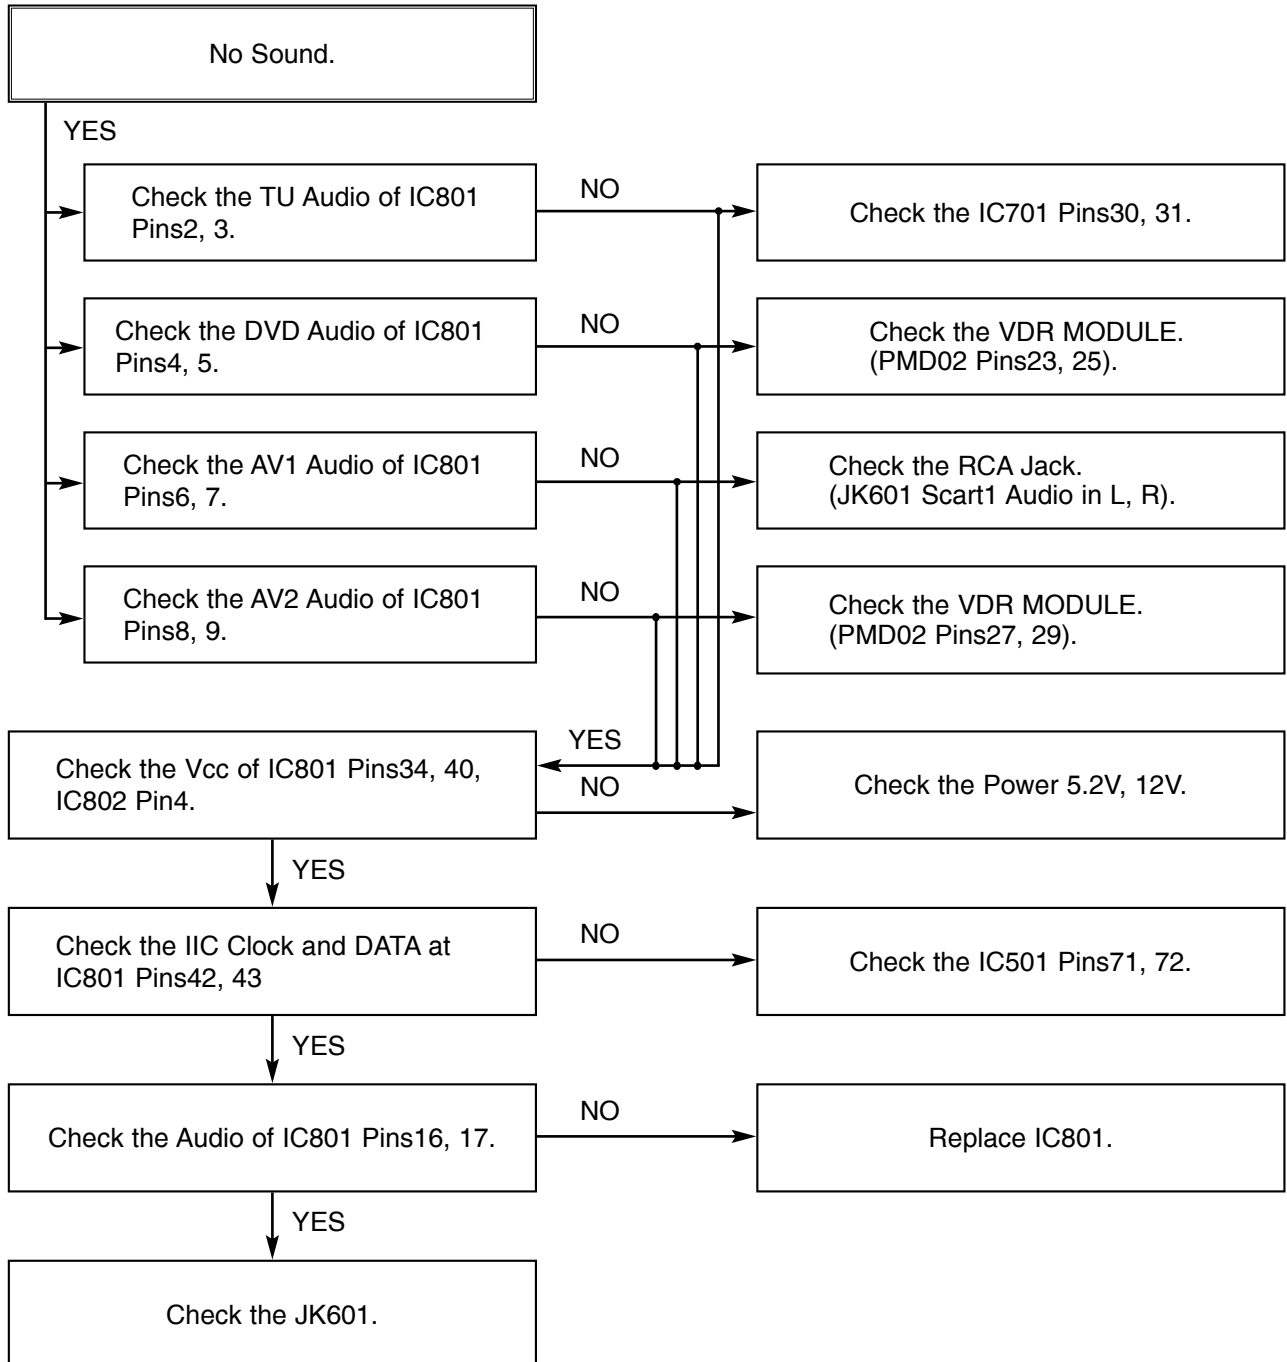 No Sound.
YES
Check the TU Audio of IC801
Pins2, 3.
NO
Check the IC701 Pins30, 31.
Check the DVD Audio of IC801
Pins4, 5.
NO
Check the VDR MODULE.
(PMD02 Pins23, 25).
Check the AV1 Audio of IC801
Pins6, 7.
NO
Check the RCA Jack.
(JK601 Scart1 Audio in L, R).
Check the AV2 Audio of IC801
Pins8, 9.
NO
Check the VDR MODULE.
(PMD02 Pins27, 29).
YES
Check the Vcc of IC801 Pins34, 40,
IC802 Pin4.
NO
Check the Power 5.2V, 12V.
YES
Check the IIC Clock and DATA at
IC801 Pins42, 43
NO
Check the IC501 Pins71, 72.
YES
Check the Audio of IC801 Pins16, 17.
NO
Replace IC801.
YES
Check the JK601.